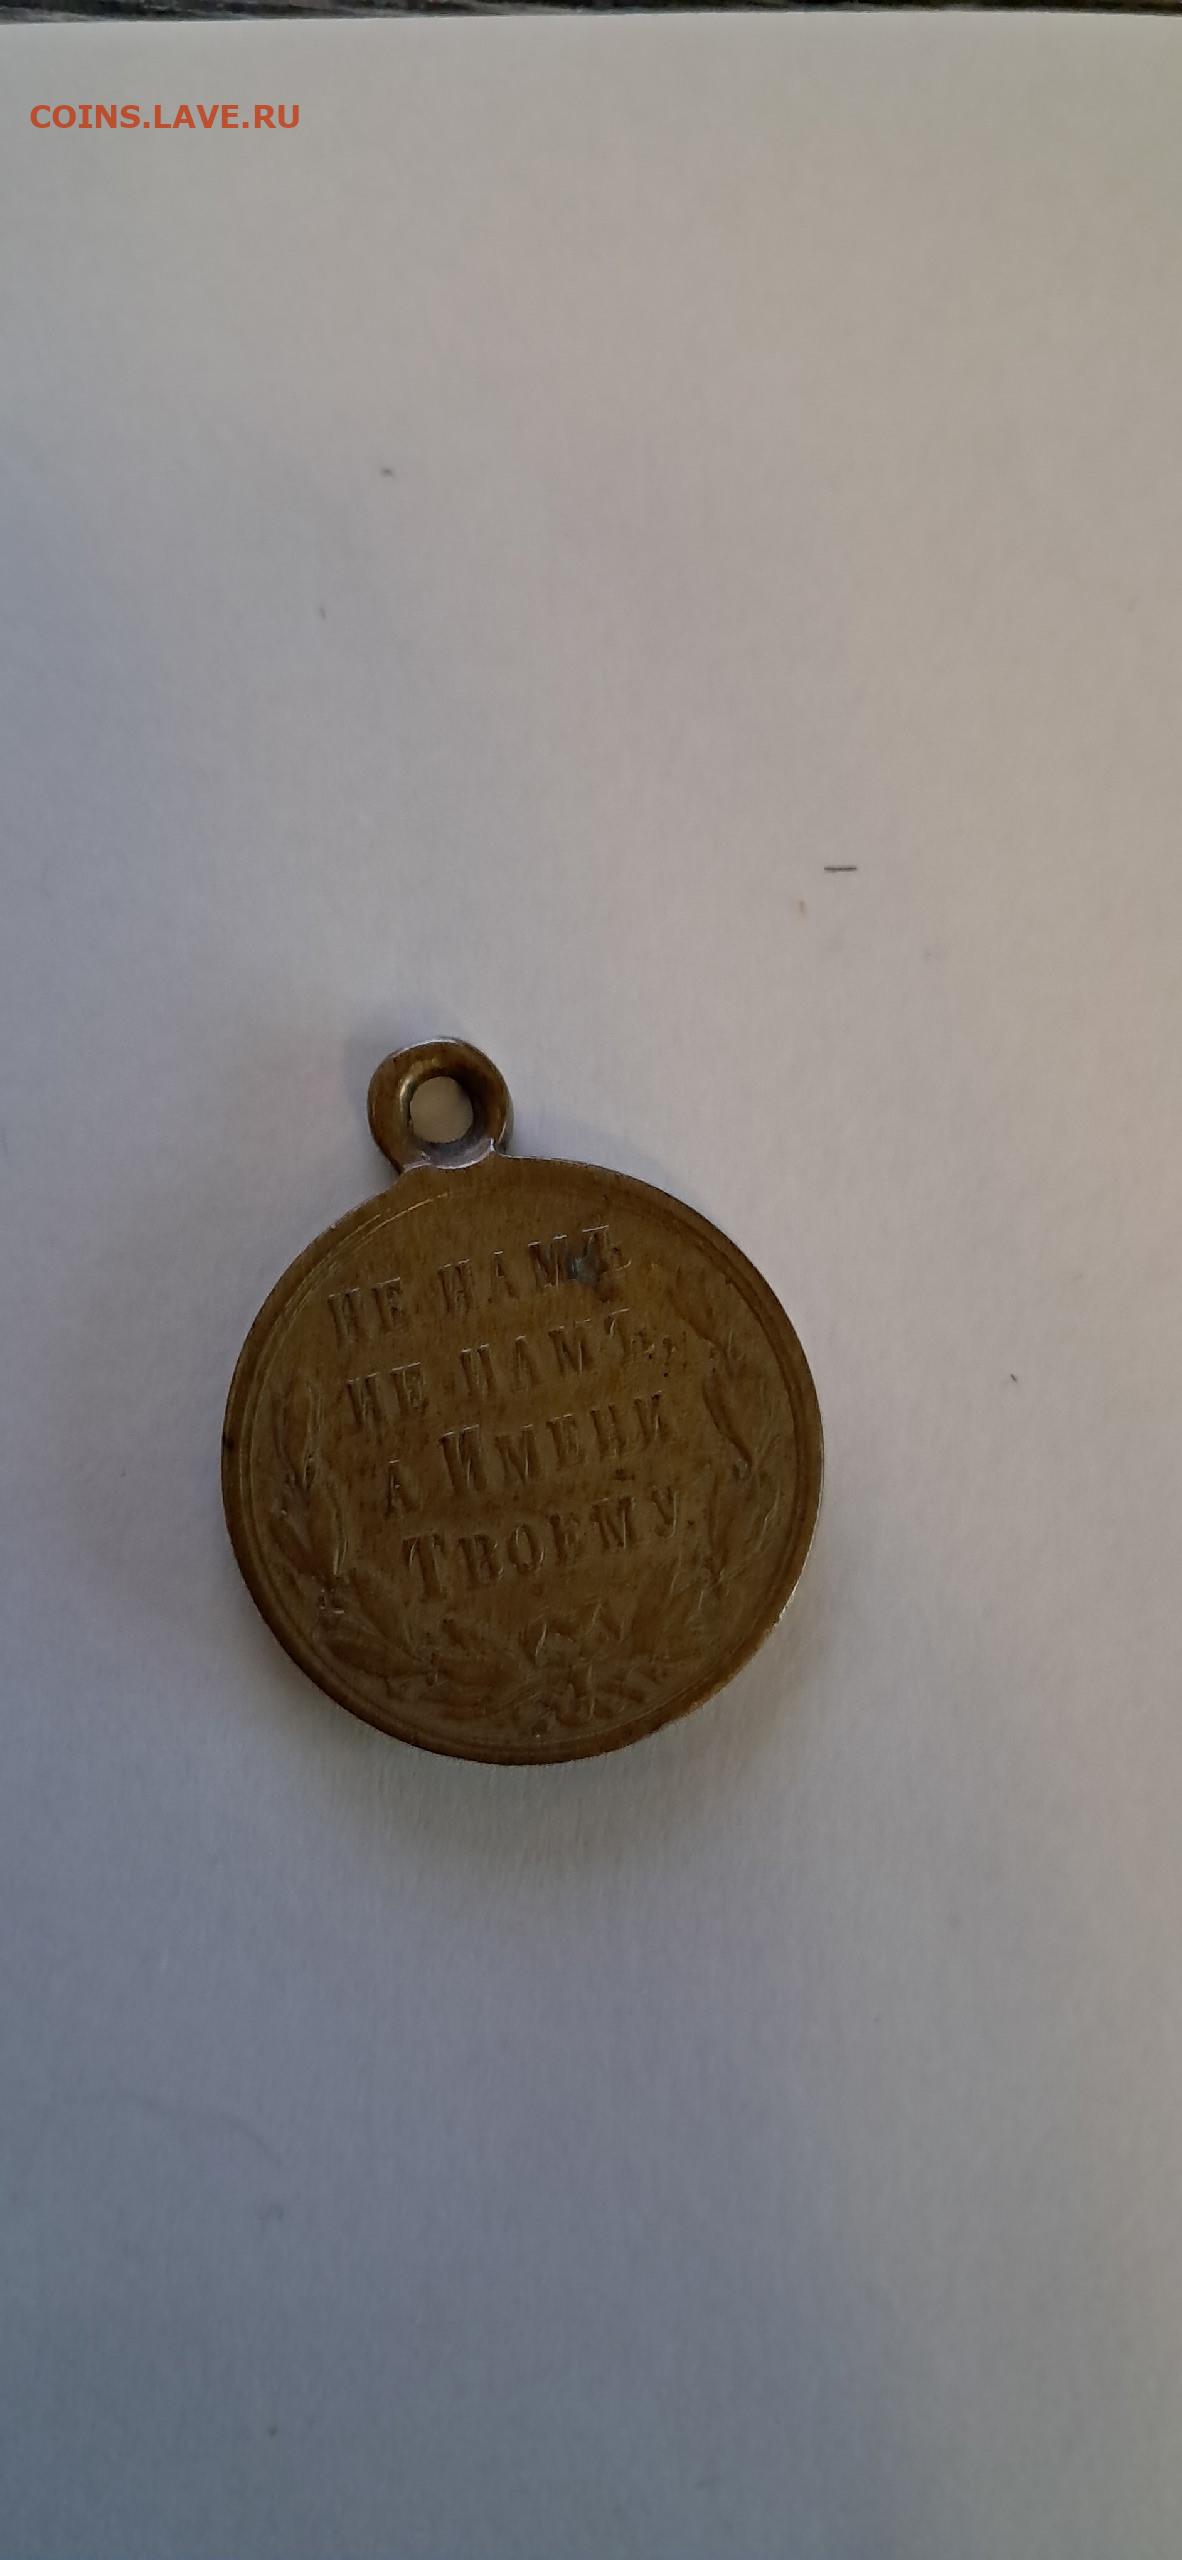 COINS.LAVE.RU
НЕ НАМЪ
НЕ НАМЪ,
А ИМЕНИ
ТВОЕМУ.